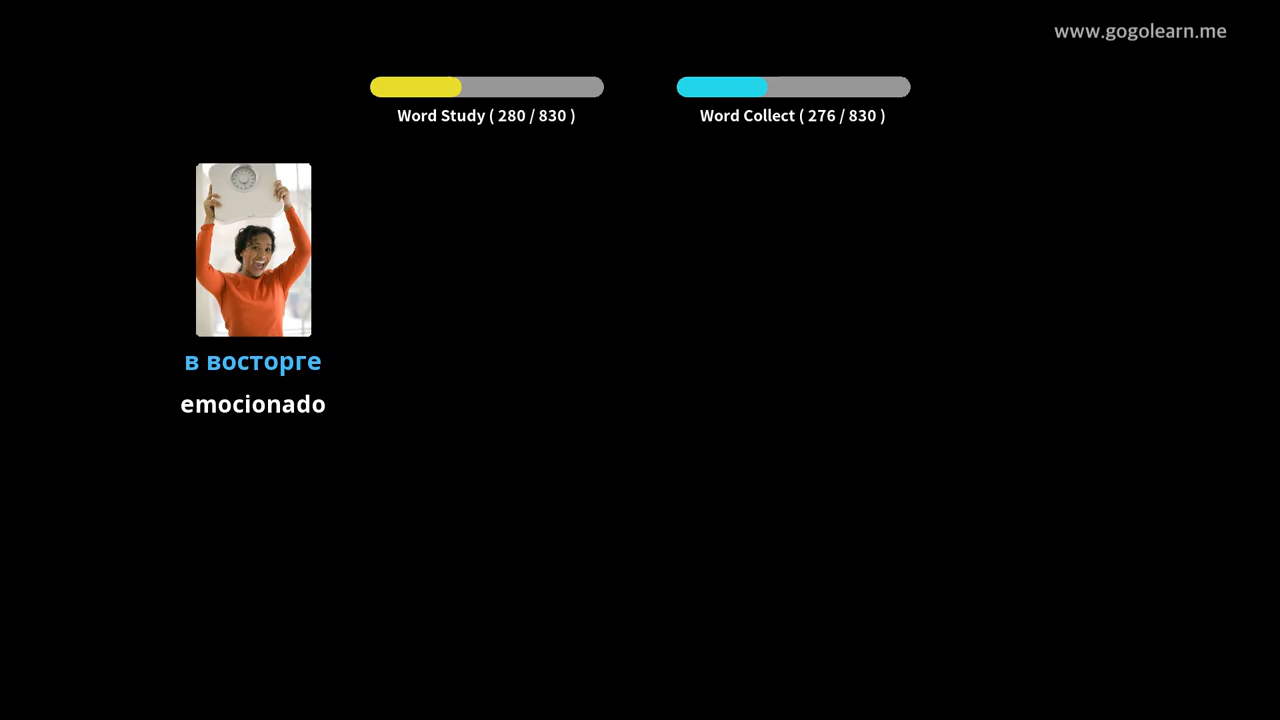 www.gogolearn.me
Word Study ( 280 / 830 )
Word Collect ( 276 / 830 )
в восторге
emocionado